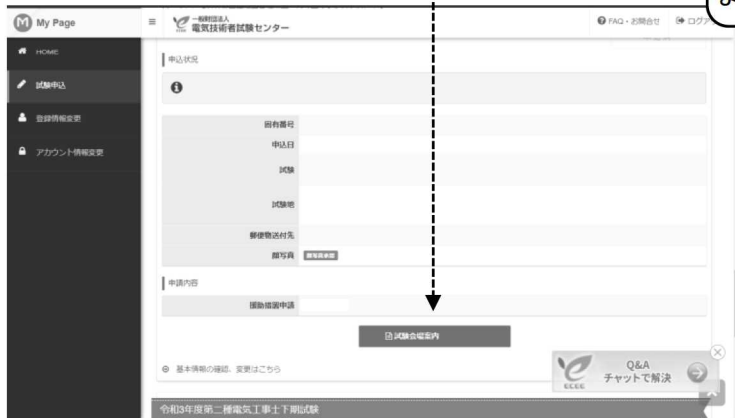 My Page
一般財団法人
電気技術者試験センター
FAQ・お問合せ
ログア
HOME
試験申込
登録情報変更
アカウント情報変更
申込状況
固有番号
申込日
試験
試験地
郵便物送付先
顔写真
申請内容
援助措置申請
試験会場案内
基本情報の確認、変更はこちら
Q&A
チャットで解決
ECEE
令和3年度第二種電気工事士下期試験